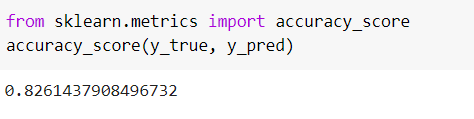 from sklearn.metrics import accuracy_score
accuracy_score(y_true, y_pred)
0.8261437908496732